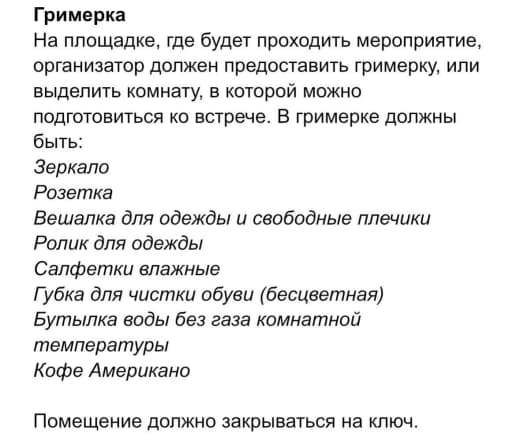 Гримерка
На площадке, где будет проходить мероприятие,
организатор должен предоставить гримерку, или
выделить комнату, в которой можно
подготовиться ко встрече. В гримерке должны
быть:
Зеркало
Розетка
Вешалка для одежды и свободные плечики
Ролик для одежды
Салфетки влажные
Губка для чистки обуви (бесцветная)
Бутылка воды без газа комнатной
температуры
Кофе Американо
Помещение должно закрываться на ключ.